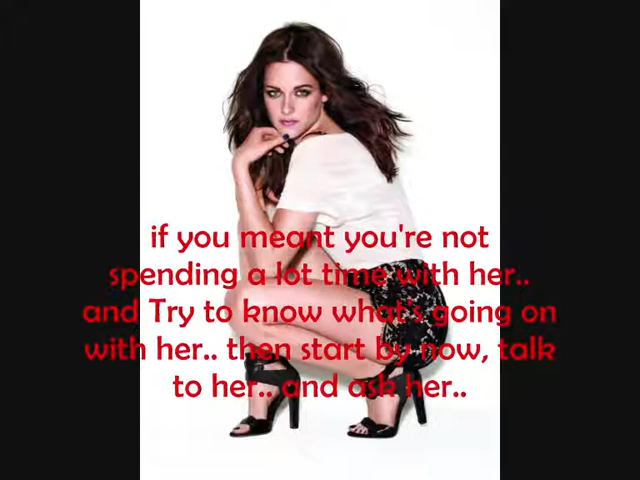 if you meant you're not
spending a lot time with her..
and Try to know what's going on
with her.. then start by now, talk
to her.. and ask her..